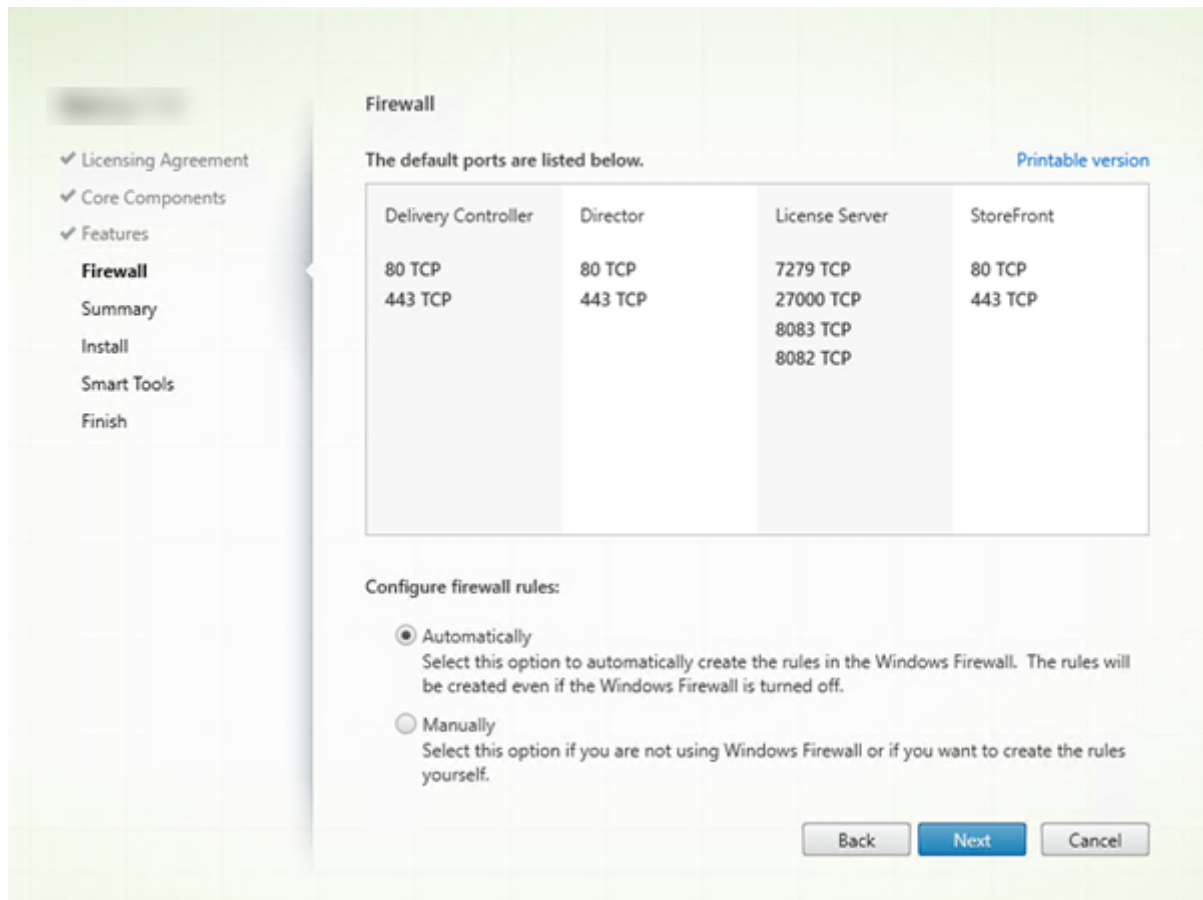 Firewall
Licensing Agreement
Core Components
Features
Firewall
Summary
Install
Smart Tools
Finish
The default ports are listed below.
Printable version
Delivery Controller
80 TCP
443 TCP
Director
80 TCP
443 TCP
License Server
7279 TCP
27000 TCP
8083 TCP
8082 TCP
StoreFront
80 TCP
443 TCP
Configure firewall rules:
Automatically
Select this option to automatically create the rules in the Windows Firewall. The rules will
be created even if the Windows Firewall is turned off.
Manually
Select this option if you are not using Windows Firewall or if you want to create the rules
yourself.
Back
Next
Cancel